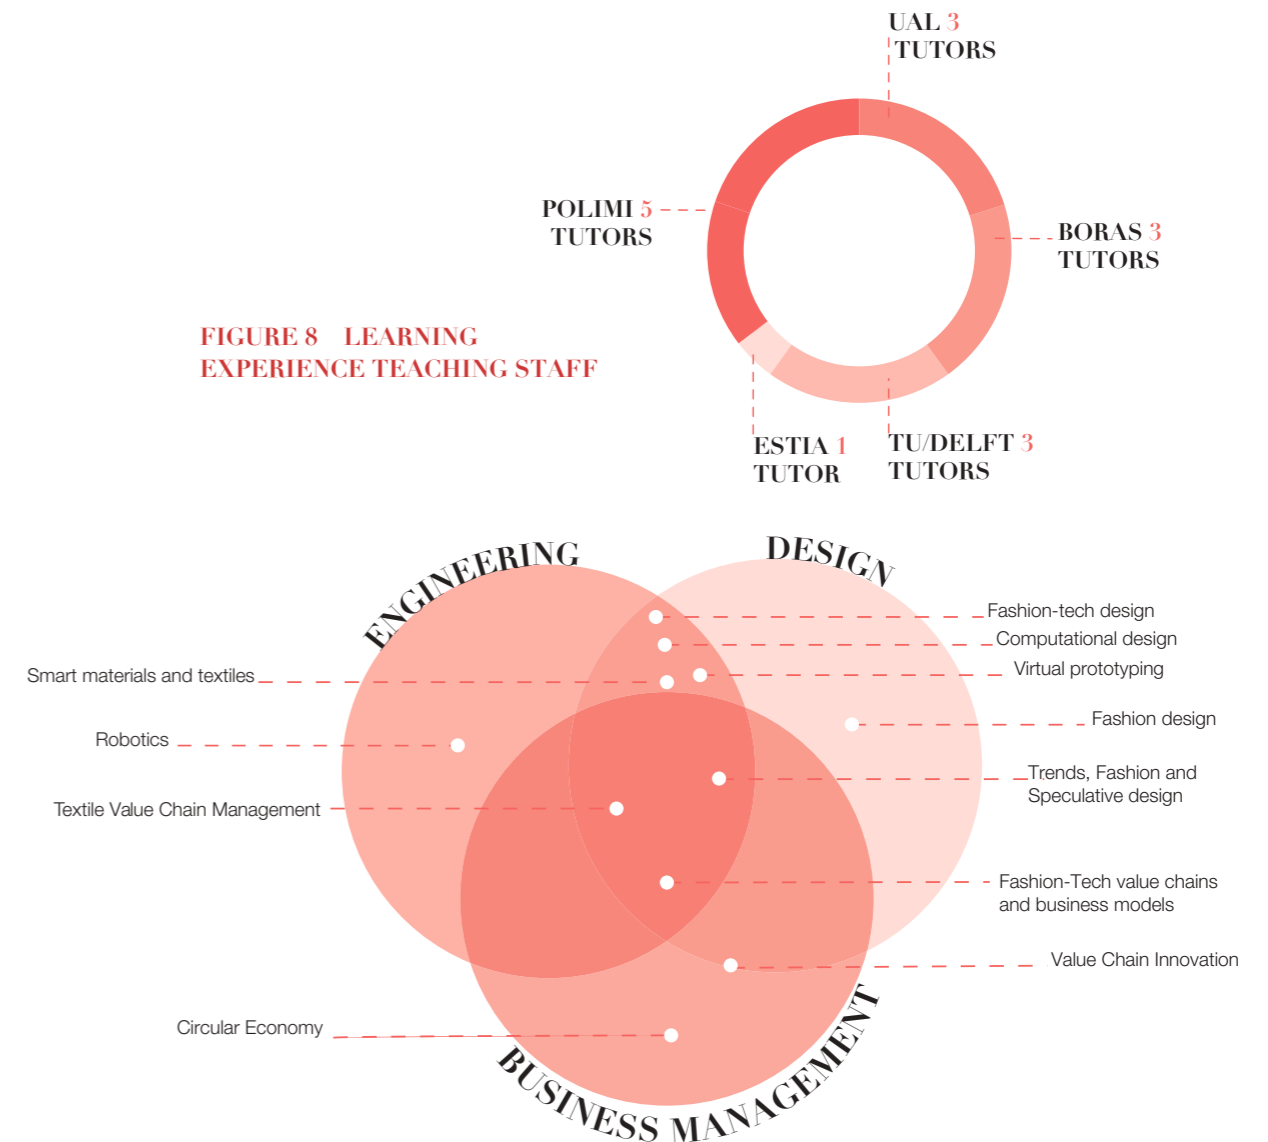 UAL 3
TUTORS
POLIMI 5
TUTORS
BORAS 3
TUTORS
FIGURE 8 LEARNING
EXPERIENCE TEACHING STAFF
ESTIA 1
TUTOR
TU/DELFT 3
TUTORS
ENGINEERING
DESIGN
Fashion-tech design
Computational design
Virtual prototyping
Smart materials and textiles
Fashion design
Robotics
Trends, Fashion and
Speculative design
Textile Value Chain Management
Fashion-Tech value chains
and business models
Value Chain Innovation
Circular Economy
BUSINESS MANAGEMENT